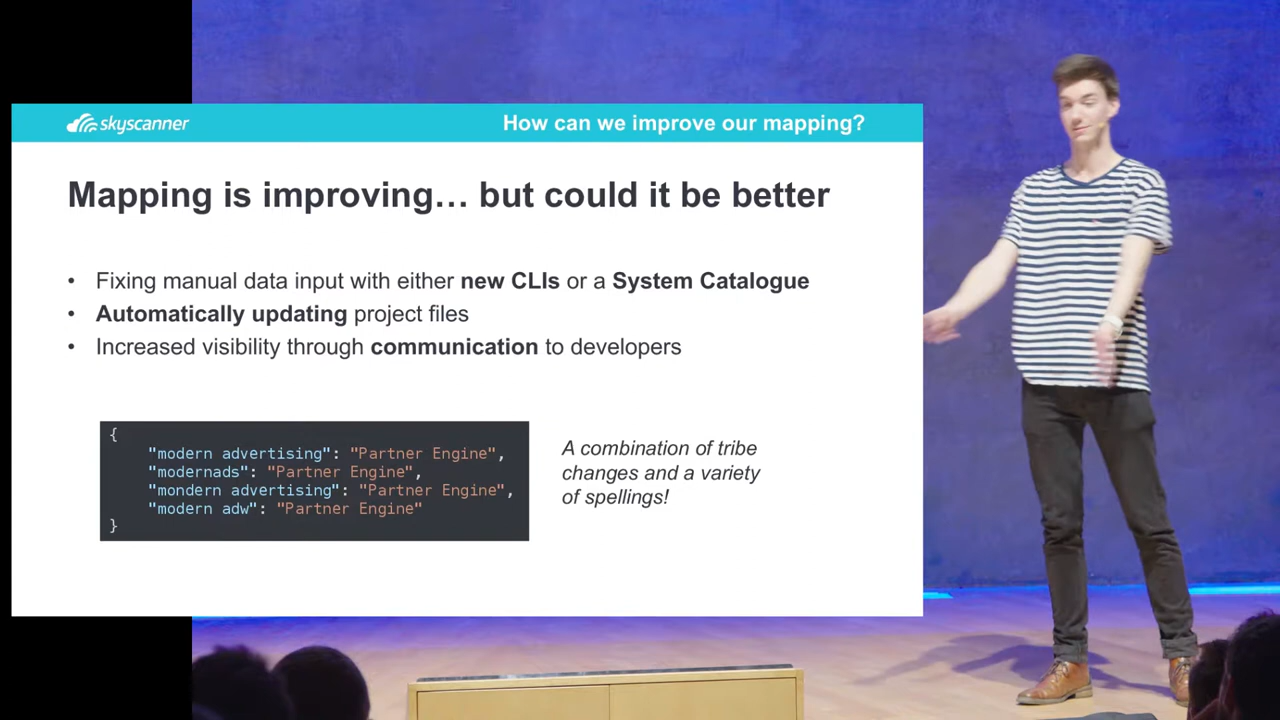 skyscanner
How can we improve our mapping?
Mapping is improving… but could it be better
• Fixing manual data input with either new CLIs or a System Catalogue
• Automatically updating project files
• Increased visibility through communication to developers
{
"modern advertising": "Partner Engine",
"modernads": "Partner Engine",
"mondern advertising": "Partner Engine",
"modern adw": "Partner Engine"
}
A combination of tribe
changes and a variety
of spellings!